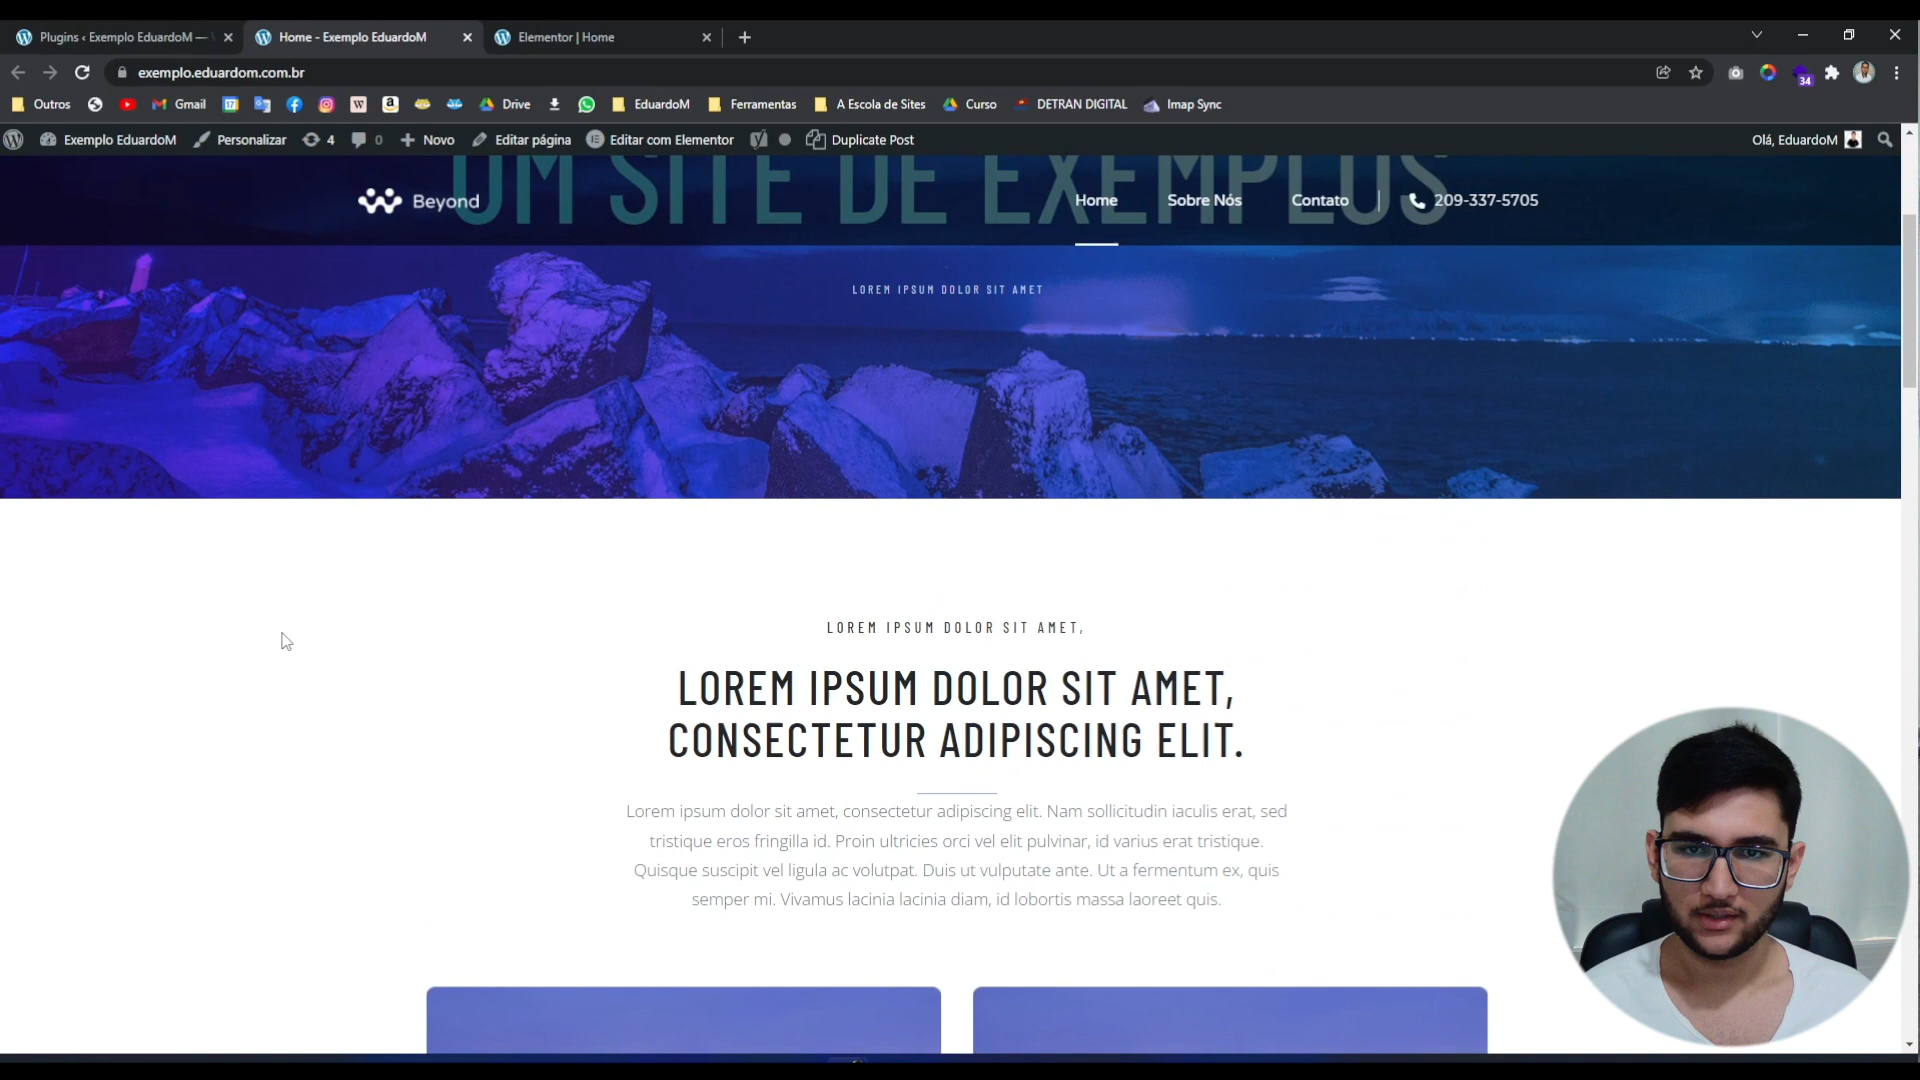 Plugins ‹ Exemplo EduardoM —
Home - Exemplo EduardoM
Elementor | Home
exemplo.eduardom.com.br
34
Outros
Gmail
Drive
EduardoM
Ferramentas
A Escola de Sites
Curso
DETRAN DIGITAL
Imap Sync
Exemplo EduardoM
Personalizar
4
0
Novo
Editar página
Editar com Elementor
Duplicate Post
Olá, EduardoM
UM SITE DE EXEMPLOS
Beyond
Home
Sobre Nós
Contato
209-337-5705
LOREM IPSUM DOLOR SIT AMET
LOREM IPSUM DOLOR SIT AMET,
LOREM IPSUM DOLOR SIT AMET,
CONSECTETUR ADIPISCING ELIT.
Lorem ipsum dolor sit amet, consectetur adipiscing elit. Nam sollicitudin iaculis erat, sed
tristique eros fringilla id. Proin ultricies orci vel elit pulvinar, id varius erat tristique.
Quisque suscipit vel ligula ac volutpat. Duis ut vulputate ante. Ut a fermentum ex, quis
semper mi. Vivamus lacinia lacinia diam, id lobortis massa laoreet quis.